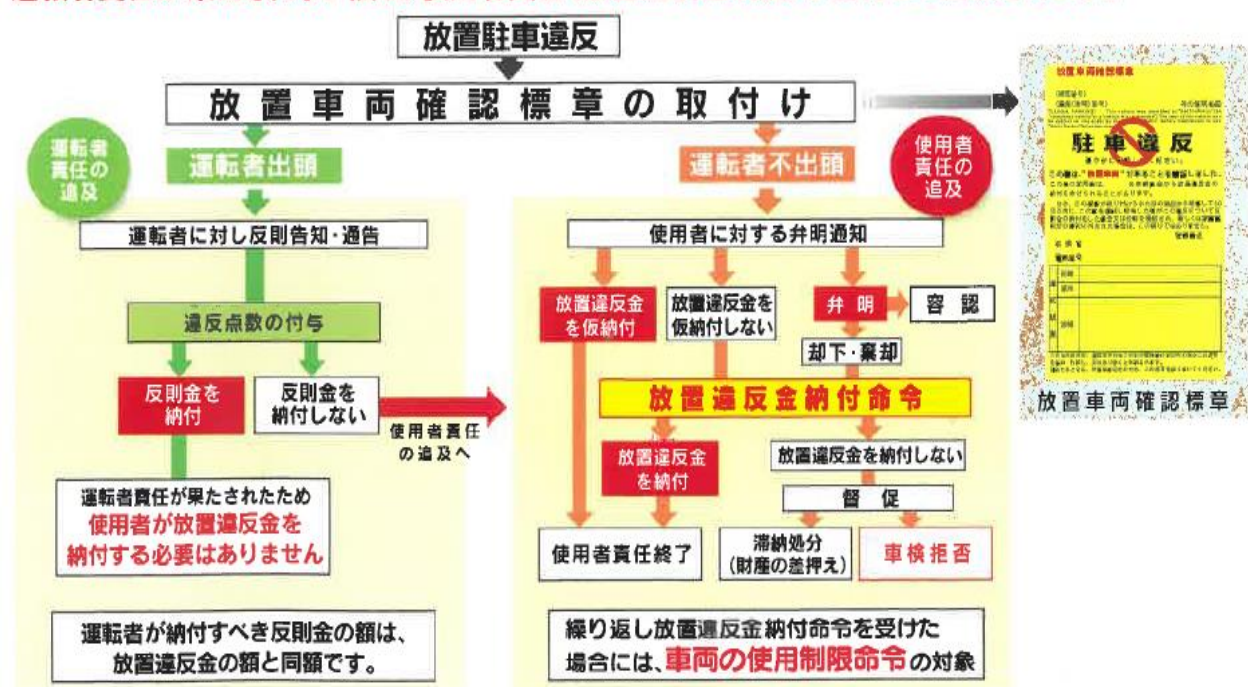 放置駐車違反
放置車両確認標章の取付け
運転者
責任の
追及
運転者出頭
運転者不出頭
使用者
責任の
追及
運転者に対し反則告知・通告
違反点数の付与
反則金を
納付
反則金を
納付しない
使用者責任
の追及へ
運転者責任が果たされたため
使用者が放置違反金を
納付する必要はありません
運転者が納付すべき反則金の額は、
放置違反金の額と同額です。
使用者に対する弁明通知
放置違反金
を仮納付
放置違反金を
仮納付しない
弁明
容認
却下・棄却
放置違反金納付命令
放置違反金
を納付
放置違反金を納付しない
督促
使用者責任終了
滞納処分
(財産の差押え)
車検拒否
繰り返し放置違反金納付命令を受けた
場合には、車両の使用制限命令の対象
放置車両確認標章
駐車違反
放置車両確認標章